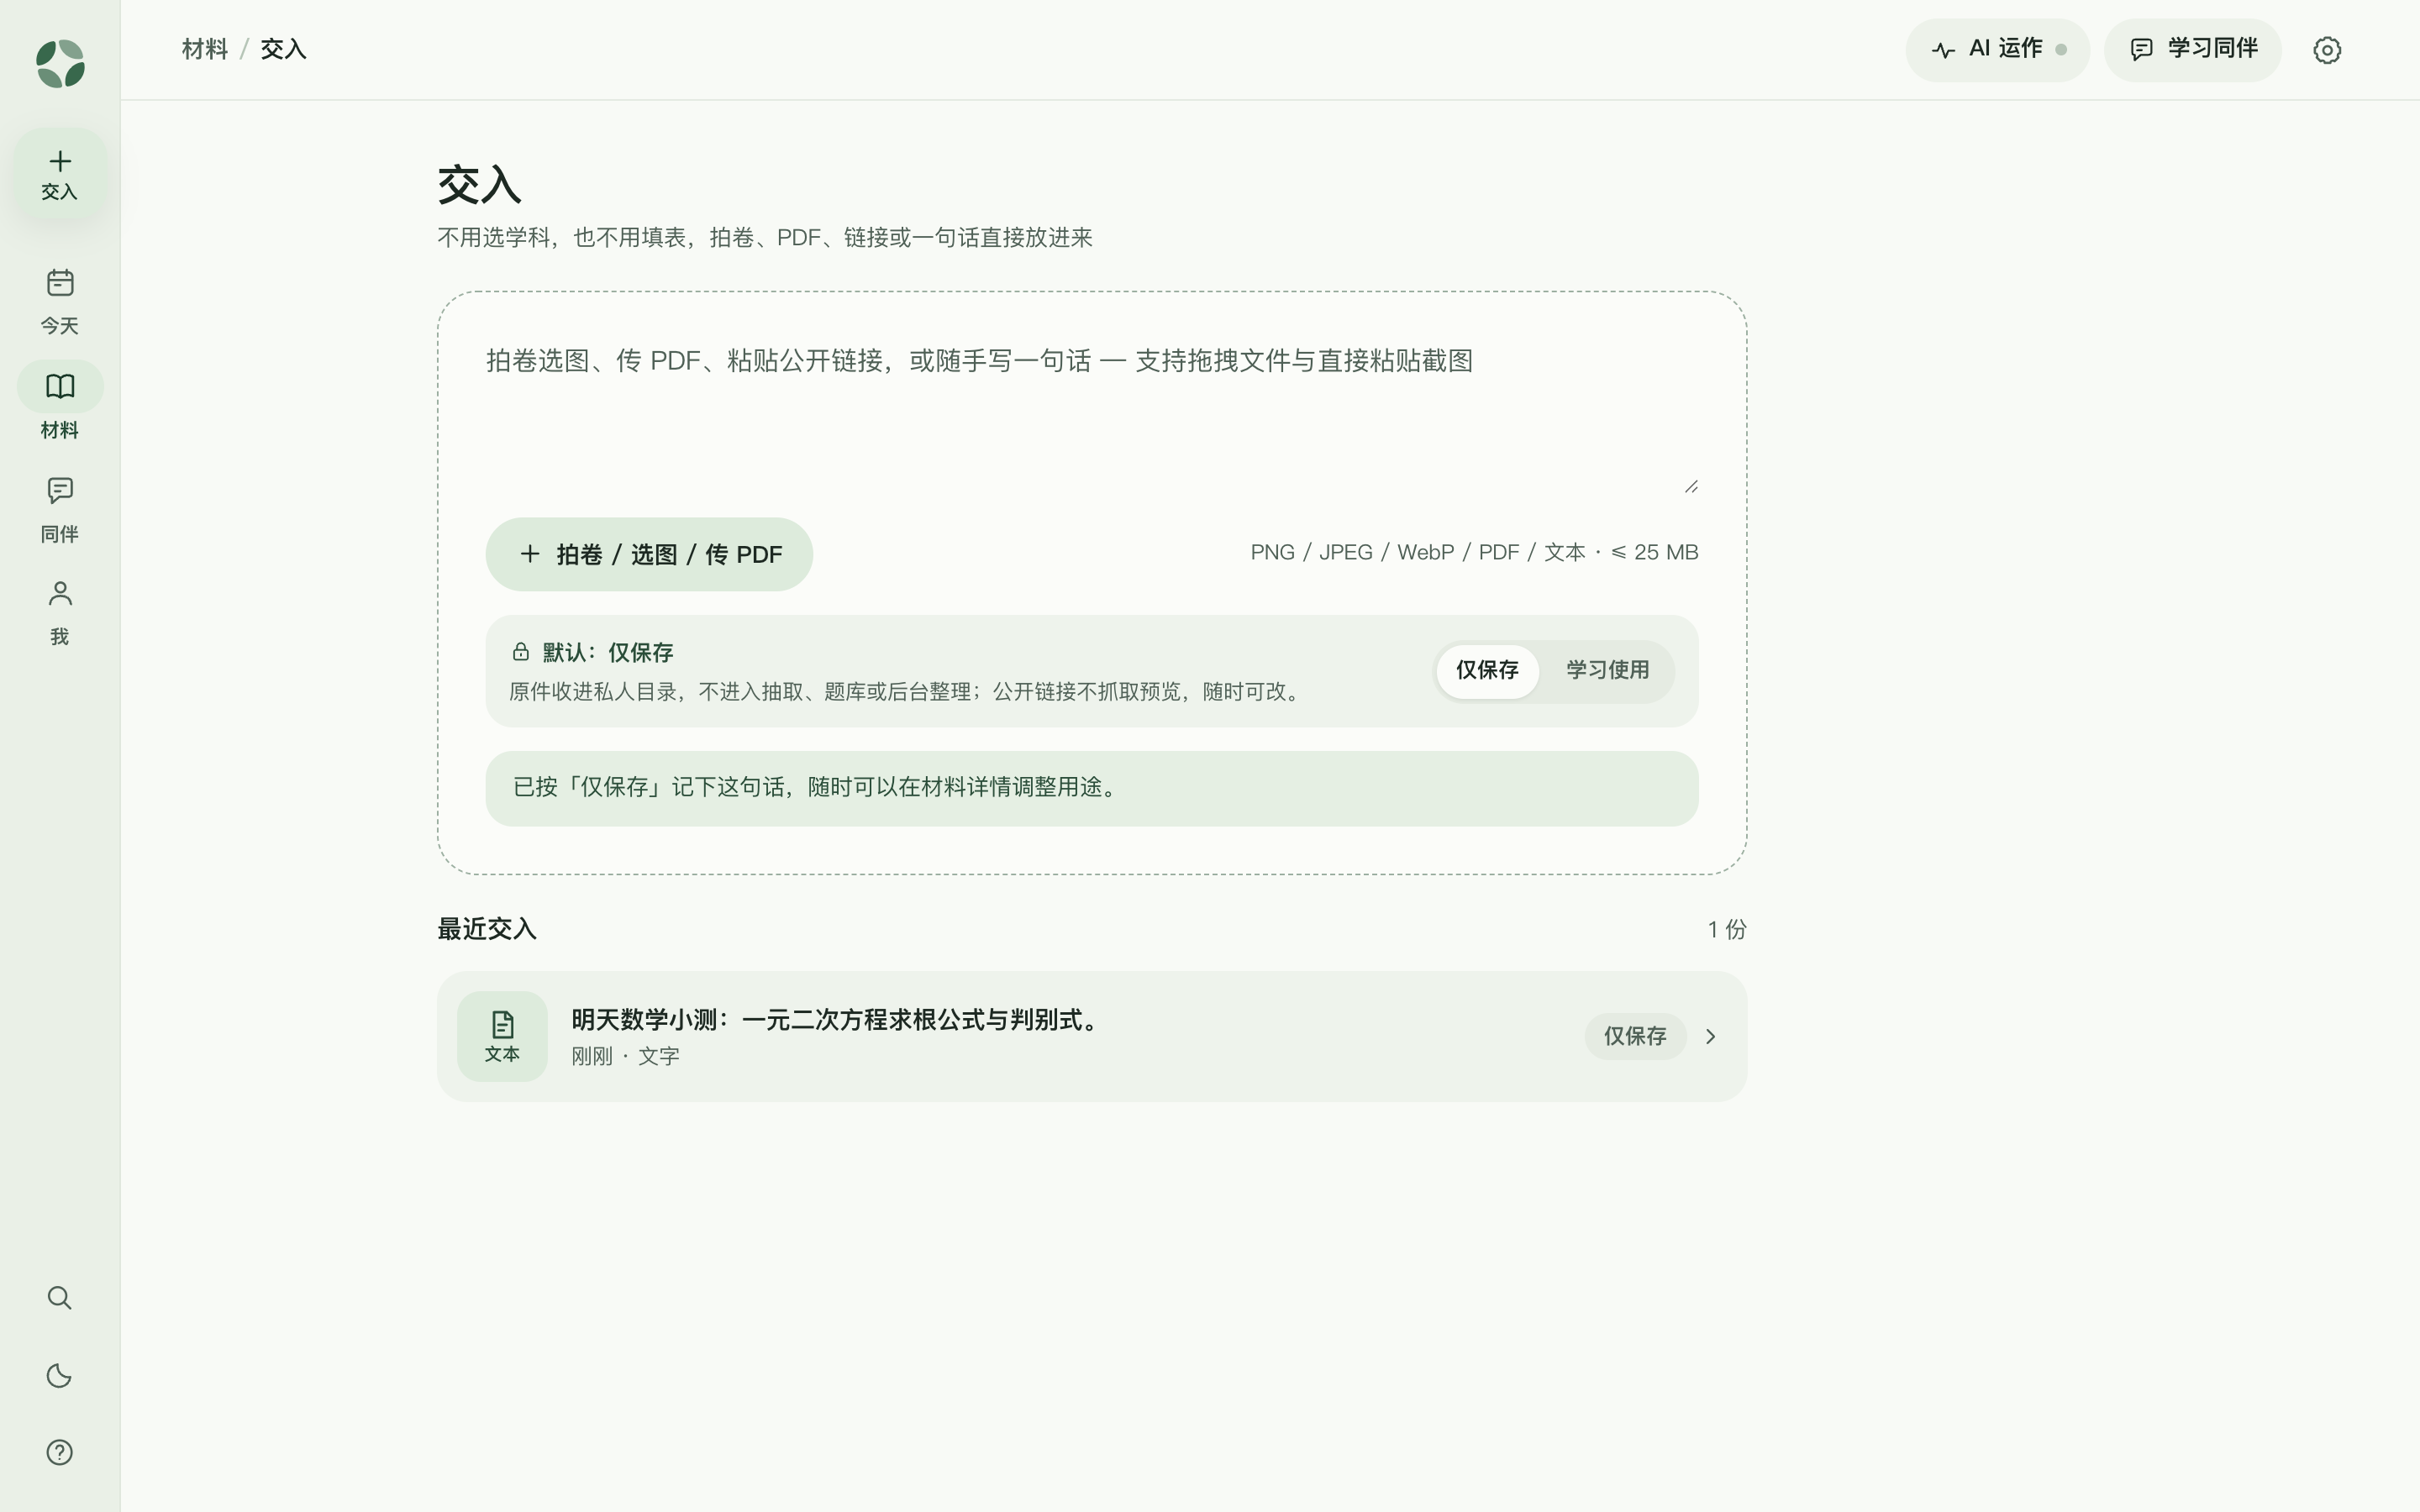 材料 / 交入
AI 运作
学习同伴
交入
今天
材料
同伴
我
交入
不用选学科，也不用填表，拍卷、PDF、链接或一句话直接放进来
拍卷选图、传 PDF、粘贴公开链接，或随手写一句话 — 支持拖拽文件与直接粘贴截图
拍卷 / 选图 / 传 PDF
PNG / JPEG / WebP / PDF / 文本 · ≤ 25 MB
默认：仅保存
原件收进私人目录，不进入抽取、题库或后台整理；公开链接不抓取预览，随时可改。
仅保存
学习使用
已按「仅保存」记下这句话，随时可以在材料详情调整用途。
最近交入
1 份
文本
明天数学小测：一元二次方程求根公式与判别式。
刚刚 · 文字
仅保存